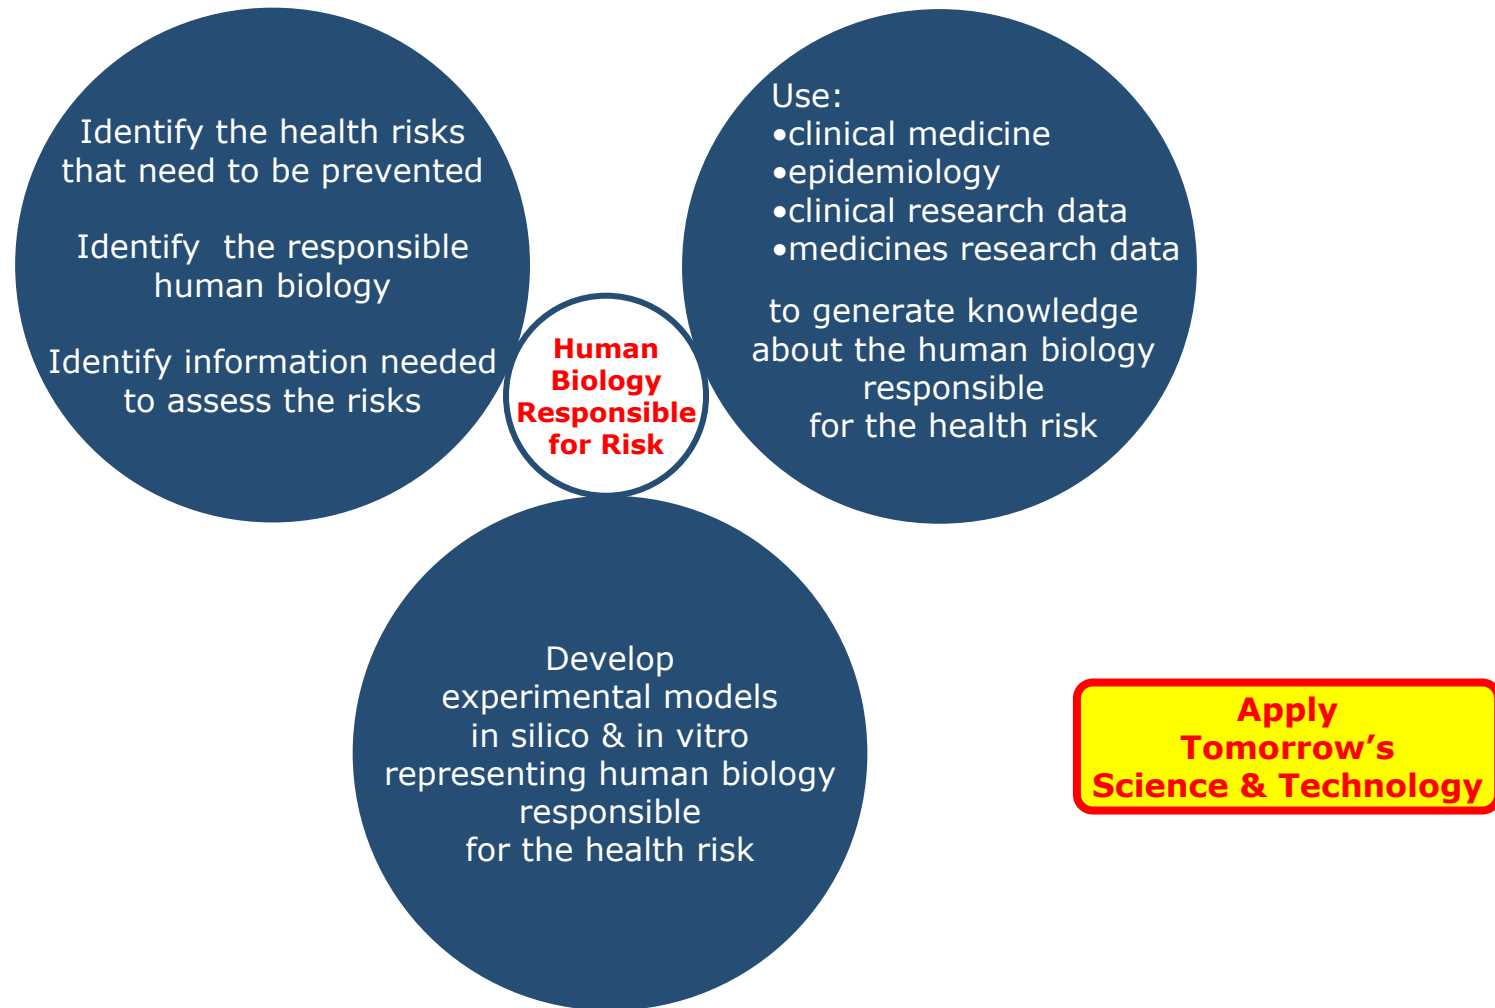 Identify the health risks
that need to be prevented
Identify  the responsible
human biology
Identify information needed
to assess the risks
Use:
•clinical medicine
•epidemiology
•clinical research data
•medicines research data
to generate knowledge
about the human biology
responsible
for the health risk
Human
Biology
Responsible
for Risk
Develop
experimental models
in silico & in vitro
representing human biology
responsible
for the health risk
Apply
Tomorrow’s
Science & Technology